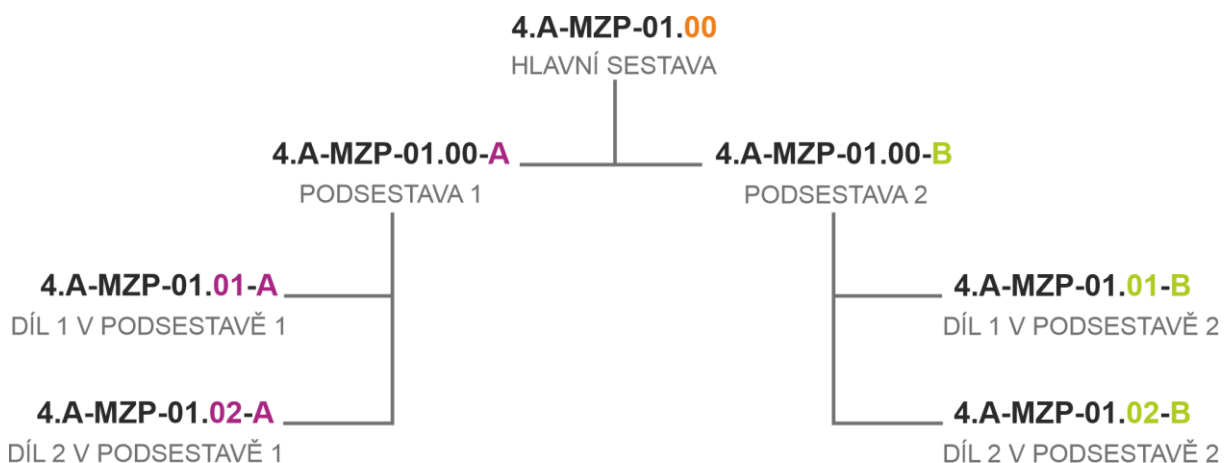 4.A-MZP-01.00
HLAVNÍ SESTAVA
4.A-MZP-01.00-A
PODSESTAVA 1
4.A-MZP-01.00-B
PODSESTAVA 2
4.A-MZP-01.01-A
DÍL 1 V PODSESTAVĚ 1
4.A-MZP-01.01-B
DÍL 1 V PODSESTAVĚ 2
4.A-MZP-01.02-A
DÍL 2 V PODSESTAVĚ 1
4.A-MZP-01.02-B
DÍL 2 V PODSESTAVĚ 2